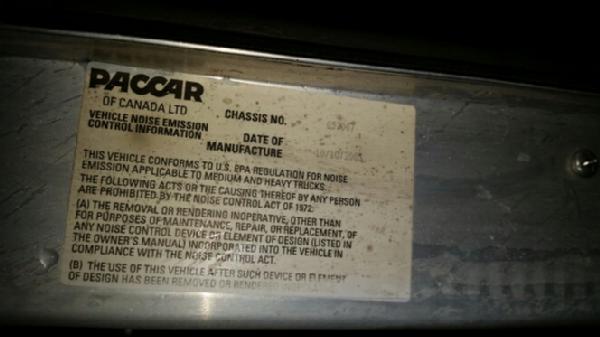 PACCAR
OF CANADA LTD
VEHICLE NOISE EMISSION
CONTROL INFORMATION
CHASSIS NO.
DATE OF
MANUFACTURE
THIS VEHICLE CONFORMS TO U.S. EPA REGULATION FOR NOISE
EMISSION APPLICABLE TO MEDIUM AND HEAVY TRUCKS.
THE FOLLOWING ACTS OR THE CAUSING THEREOF BY ANY PERSON
ARE PROHIBITED BY THE NOISE CONTROL ACT OF 1972:
(A) THE REMOVAL OR RENDERING INOPERATIVE, OTHER THAN
FOR PURPOSES OF MAINTENANCE, REPAIR, OR REPLACEMENT, OF
ANY NOISE CONTROL DEVICE OR ELEMENT OF DESIGN (LISTED IN
THE OWNER'S MANUAL) INCORPORATED INTO THE VEHICLE IN
COMPLIANCE WITH THE NOISE CONTROL ACT.
(B) THE USE OF THIS VEHICLE AFTER SUCH DEVICE OR ELEMENT
OF DESIGN HAS BEEN REMOVED OR RENDERED